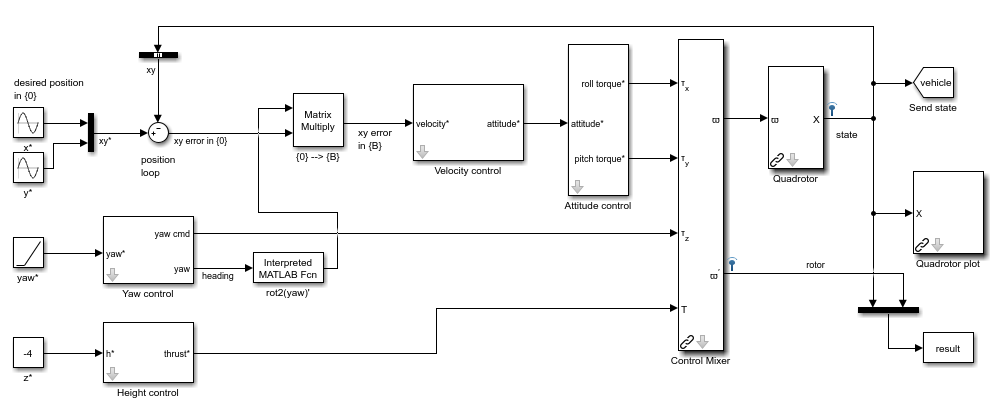 desired position
in {0}
x*
y*
xy*
xy
+
−
position
loop
xy error in {0}
Matrix
Multiply
{0} --> {B}
xy error
in {B}
velocity*
attitude*
Velocity control
attitude*
roll torque*
pitch torque*
Attitude control
τx
τy
τz
T
ϖ
ϖ'
Control Mixer
ϖ
X
Quadrotor
state
vehicle
Send state
X
Quadrotor plot
rotor
result
yaw*
yaw*
yaw cmd
yaw
Yaw control
heading
Interpreted
MATLAB Fcn
rot2(yaw)'
-4
z*
h*
thrust*
Height control